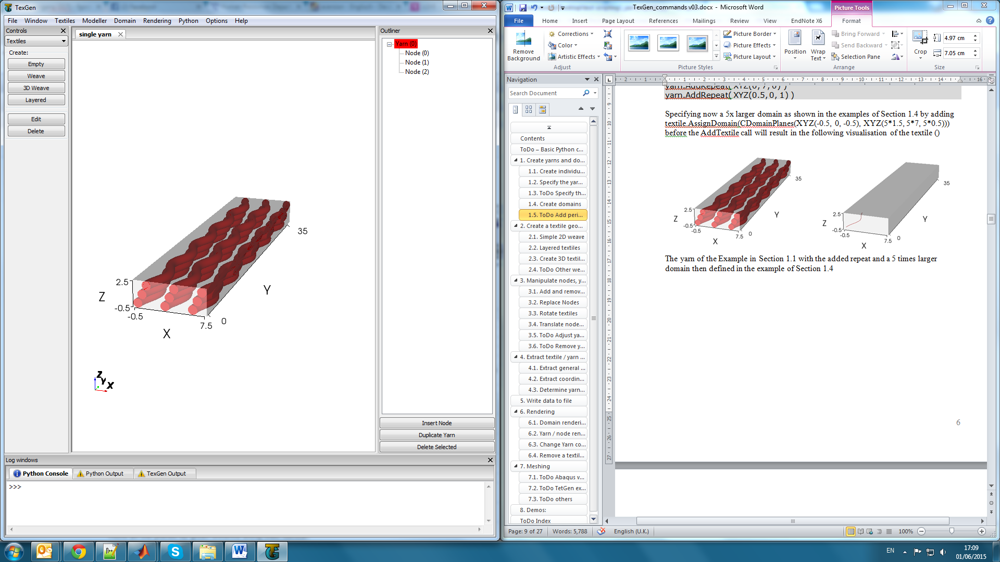 TexGen
File Window Textiles Modeller Domain Rendering Python Options Help
Controls
Textiles
Create:
Empty
Weave
3D Weave
Layered
Edit
Delete
single yarn
2.5
Z
-0.5
-0.5
X
7.5
0
Y
35
Z
Y
X
Outliner
Yarn (0)
Node (0)
Node (1)
Node (2)
Insert Node
Duplicate Yarn
Delete Selected
Log windows
Python Console Python Output TexGen Output
>>>
TexGen_commands v03.docx - Microsoft Word
Picture Tools
File Home Insert Page Layout References Mailings Review View EndNote X6 Format
Remove Background
Corrections
Color
Artistic Effects
Adjust
Picture Styles
Picture Border
Picture Effects
Picture Layout
Position
Wrap Text
Bring Forward
Send Backward
Selection Pane
Arrange
Crop
4.97 cm
7.05 cm
Size
Navigation
Search Document
Contents
ToDo – Basic Python c...
1. Create yarns and do...
1.1. Create individu...
1.2. Specify the yar...
1.3. ToDo Specify th...
1.4. Create domains
1.5. ToDo Add peri...
2. Create a textile geo...
2.1. Simple 2D weave
2.2. Layered textiles
2.3. Create 3D textil...
2.4. ToDo Other we...
3. Manipulate nodes, y...
3.1. Add and remov...
3.2. Replace Nodes
3.3. Rotate textiles
3.4. Translate node...
3.5. ToDo Adjust ya...
3.6. ToDo Remove y...
4. Extract textile / yarn ...
4.1. Extract general ...
4.2. Extract coordin...
4.3. Determine yarn...
5. Write data to file
6. Rendering
6.1. Domain renderi...
6.2. Yarn / node ren...
6.3. Change Yarn co...
6.4. Remove a textil...
7. Meshing
7.1. ToDo Abaqus v...
7.2. ToDo TetGen ex...
7.3. ToDo others
8. Demos:
ToDo Index
yarn.AddRepeat( XYZ(0, 7, 0) )
yarn.AddRepeat( XYZ(0.5, 0, 1) )
Specifying now a 5x larger domain as shown in the examples of Section 1.4 by adding
textile.AssignDomain(CDomainPlanes(XYZ(-0.5, 0, -0.5), XYZ(5*1.5, 5*7, 5*0.5)))
before the AddTextile call will result in the following visualisation of the textile ()
2.5
Z
-0.5
-0.5
X
7.5
0
Y
35
2.5
Z
-0.5
-0.5
X
7.5
0
Y
35
The yarn of the Example in Section 1.1 with the added repeat and a 5 times larger
domain then defined in the example of Section 1.4
6
Page: 9 of 27 Words: 5,788 English (U.K.) 100%
EN
17:09
01/06/2015